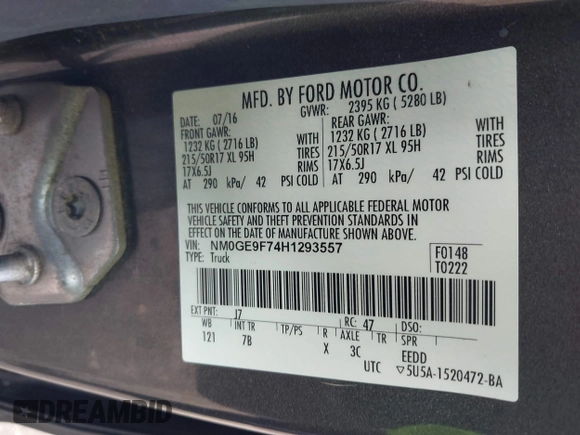 MFD. BY FORD MOTOR CO.
DATE: 07/16 GVWR: 2395 KG ( 5280 LB)
FRONT GAWR: REAR GAWR:
1232 KG ( 2716 LB) WITH 1232 KG ( 2716 LB) WITH
215/50R17 XL 95H TIRES 215/50R17 XL 95H TIRES
17X6.5J RIMS 17X6.5J RIMS
AT 290 kPa/ 42 PSI COLD AT 290 kPa/ 42 PSI COLD
THIS VEHICLE CONFORMS TO ALL APPLICABLE FEDERAL MOTOR
VEHICLE SAFETY AND THEFT PREVENTION STANDARDS IN
EFFECT ON THE DATE OF MANUFACTURE SHOWN ABOVE.
VIN: NM0GE9F74H1293557 F0148
TYPE: Truck T0222
EXT PNT: J7 RC: 47 DSO:
WB INT TR TP/PS R AXLE TR SPR
121 7B X 3C EEDD
UTC ▽5U5A-1520472-BA
DREAMBID